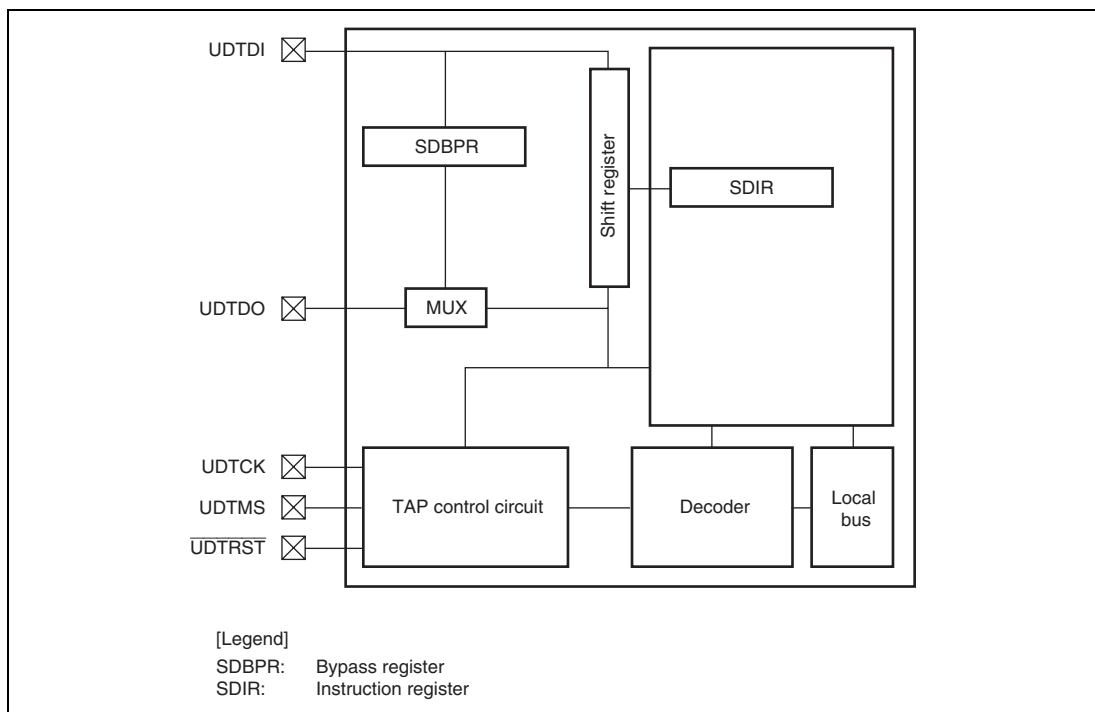 UDTDI
SDBPR
Shift register
SDIR
UDTDO
MUX
UDTCK
UDTMS
UDTRST
TAP control circuit
Decoder
Local
bus
[Legend]
SDBPR: Bypass register
SDIR: Instruction register